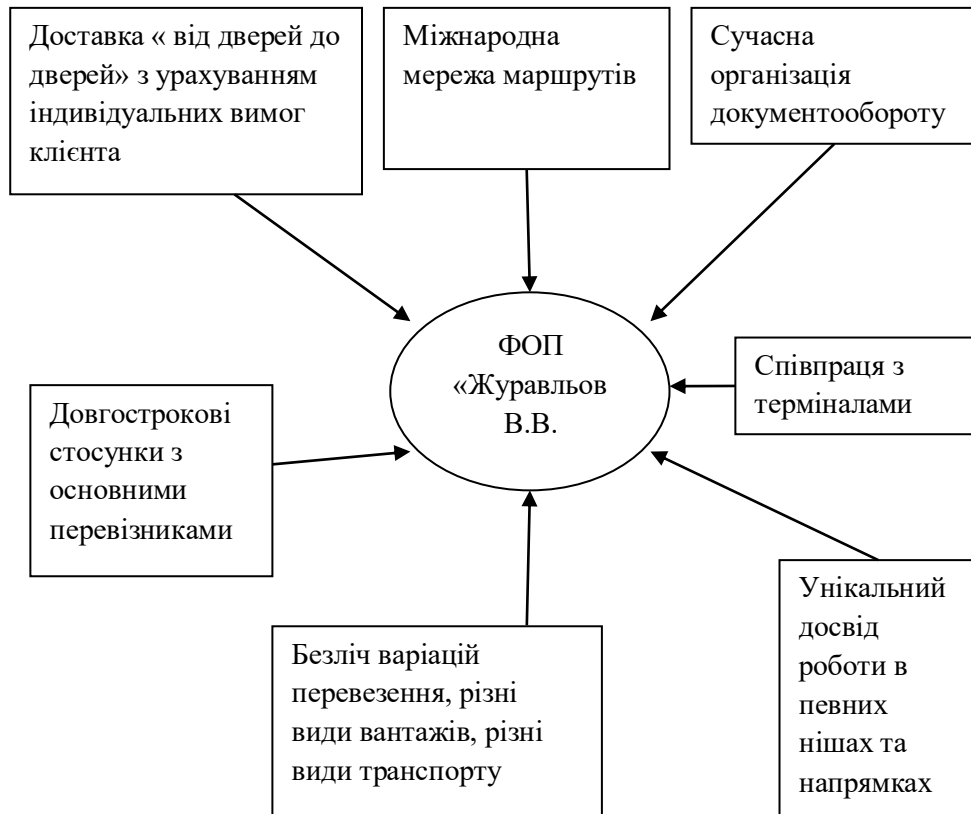 Доставка « від дверей до
дверей» з урахуванням
індивідуальних вимог
клієнта
Міжнародна
мережа маршрутів
Сучасна
організація
документообороту
ФОП
«Журавльов
В.В.
Співпраця з
терміналами
Довгострокові
стосунки з
основними
перевізниками
Безліч варіацій
перевезення, різні
види вантажів, різні
види транспорту
Унікальний
досвід
роботи в
певних
нішах та
напрямках